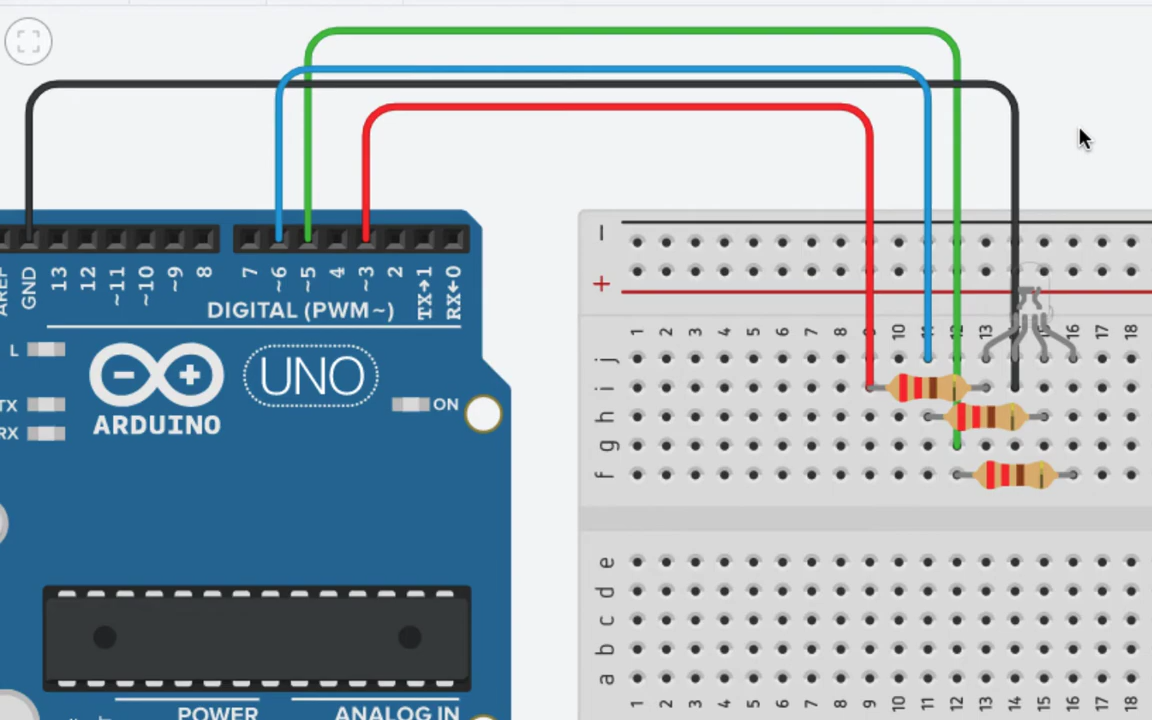 AREF
GND
13
12
~11
~10
~9
8
7
~6
~5
4
~3
2
TX→1
RX←0
DIGITAL (PWM~)
L
TX
RX
UNO
ON
ARDUINO
POWER
ANALOG IN
− 
+
1 2 3 4 5 6 7 8 9 10 11 12 13 14 15 16 17 18
j
i
h
g
f
e
d
c
b
a
1 2 3 4 5 6 7 8 9 10 11 12 13 14 15 16 17 18